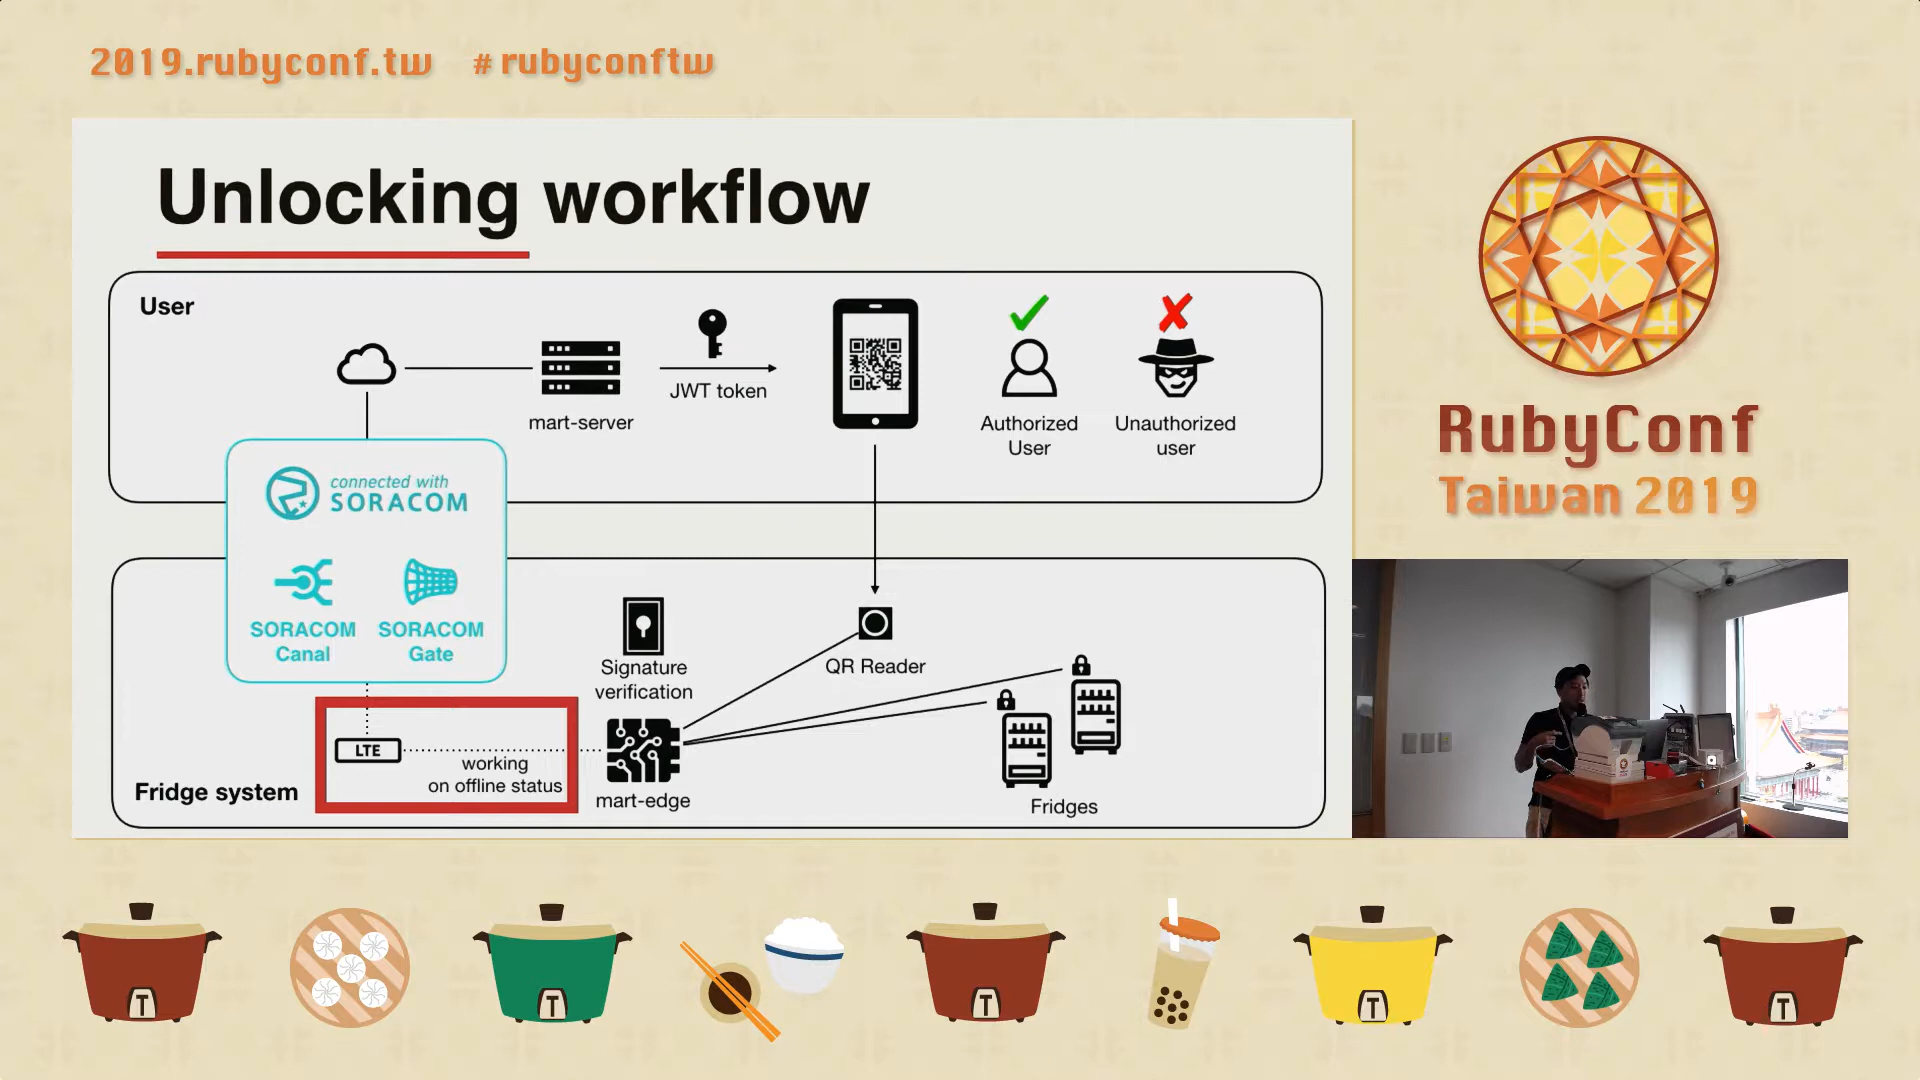 2019.rubyconf.tw # rubyconftw
Unlocking workflow
User
mart-server
JWT token
Authorized
User
Unauthorized
user
connected with
SORACOM
SORACOM
Canal
SORACOM
Gate
Signature
verification
QR Reader
LTE
working
on offline status
Fridge system
mart-edge
Fridges
RubyConf
Taiwan 2019
T
T
T
T
T